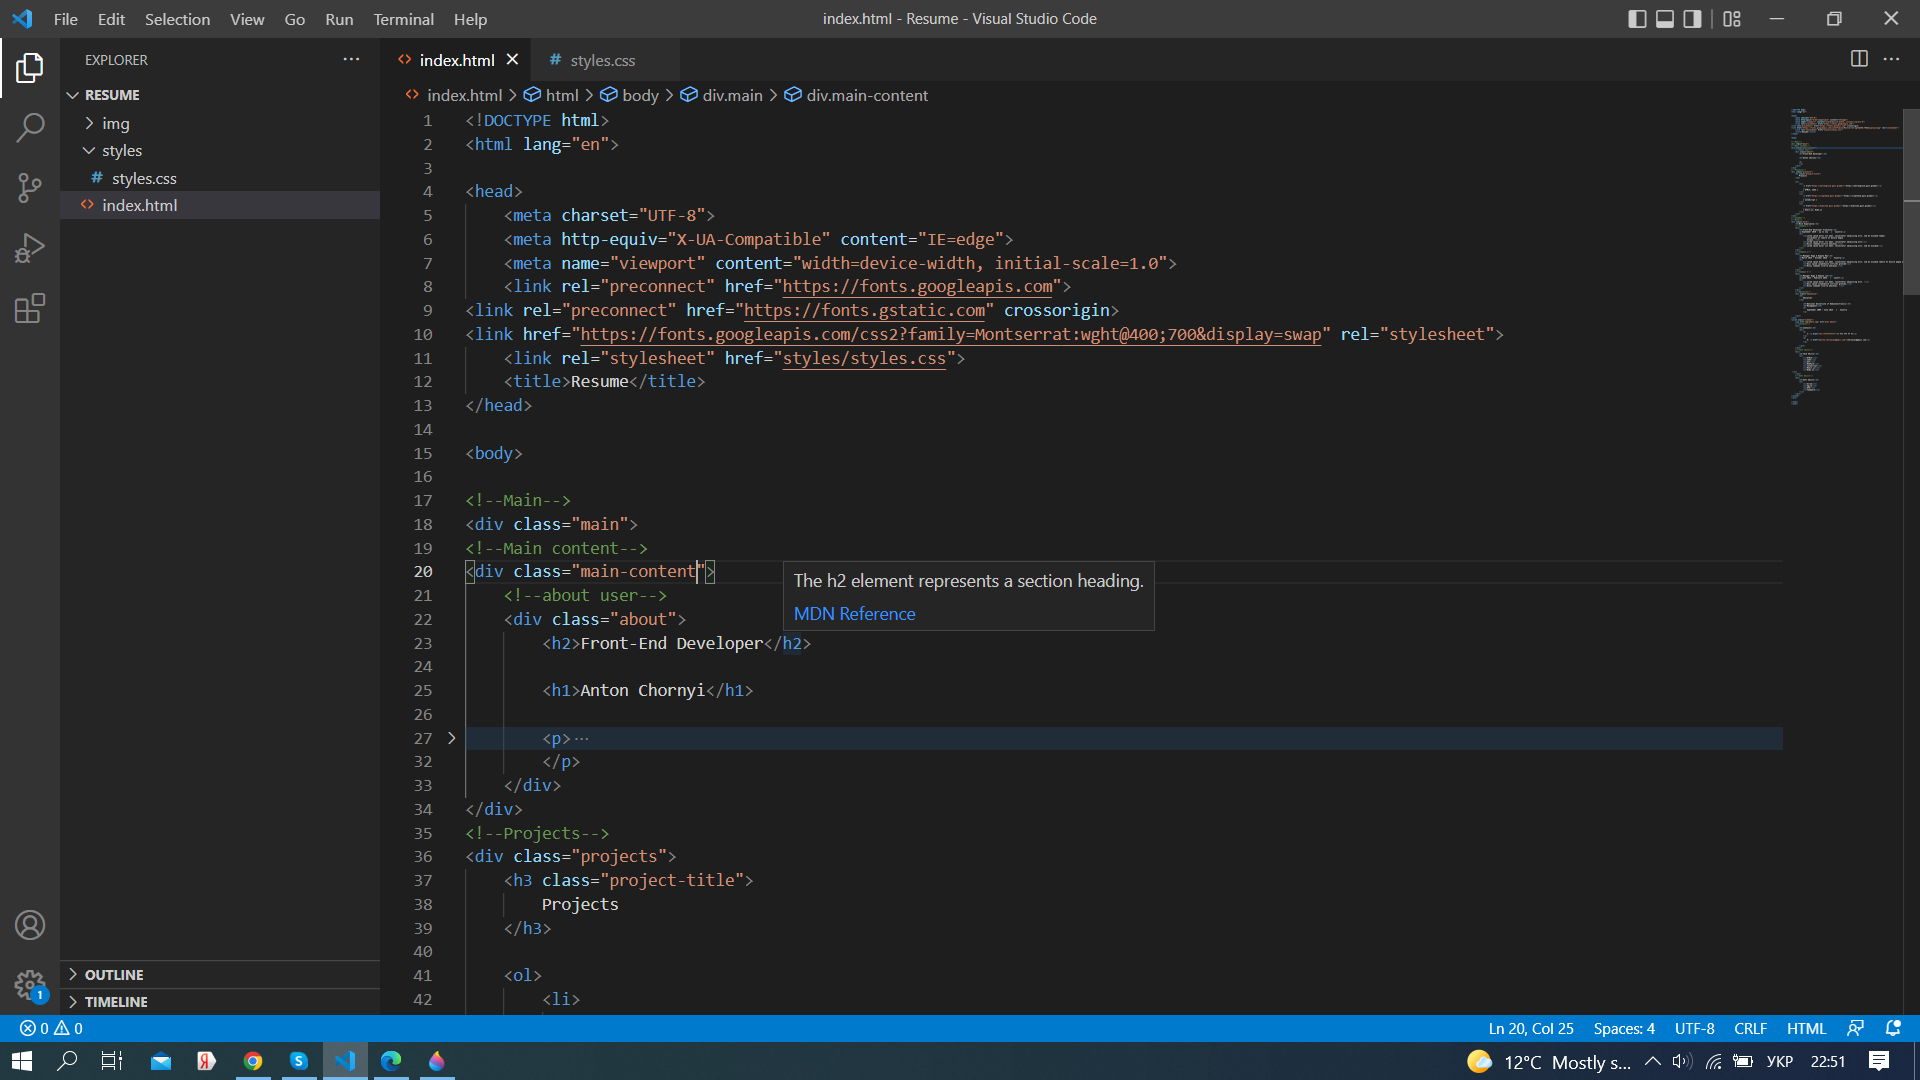 File Edit Selection View Go Run Terminal Help
index.html - Resume - Visual Studio Code
EXPLORER
RESUME
img
styles
# styles.css
<> index.html
OUTLINE
TIMELINE
<> index.html
# styles.css
<> index.html > html > body > div.main > div.main-content
1 <!DOCTYPE html>
2 <html lang="en">
3
4 <head>
5 <meta charset="UTF-8">
6 <meta http-equiv="X-UA-Compatible" content="IE=edge">
7 <meta name="viewport" content="width=device-width, initial-scale=1.0">
8 <link rel="preconnect" href="https://fonts.googleapis.com">
9 <link rel="preconnect" href="https://fonts.gstatic.com" crossorigin>
10 <link href="https://fonts.googleapis.com/css2?family=Montserrat:wght@400;700&display=swap" rel="stylesheet">
11 <link rel="stylesheet" href="styles/styles.css">
12 <title>Resume</title>
13 </head>
14
15 <body>
16
17 <!--Main-->
18 <div class="main">
19 <!--Main content-->
20 <div class="main-content">
21 <!--about user-->
22 <div class="about">
The h2 element represents a section heading.
MDN Reference
23 <h2>Front-End Developer</h2>
24
25 <h1>Anton Chornyi</h1>
26
27 <p>...
32 </p>
33 </div>
34 </div>
35 <!--Projects-->
36 <div class="projects">
37 <h3 class="project-title">
38 Projects
39 </h3>
40
41 <ol>
42 <li>
1
0 0
Ln 20, Col 25 Spaces: 4 UTF-8 CRLF HTML
12°C Mostly s... УКР 22:51